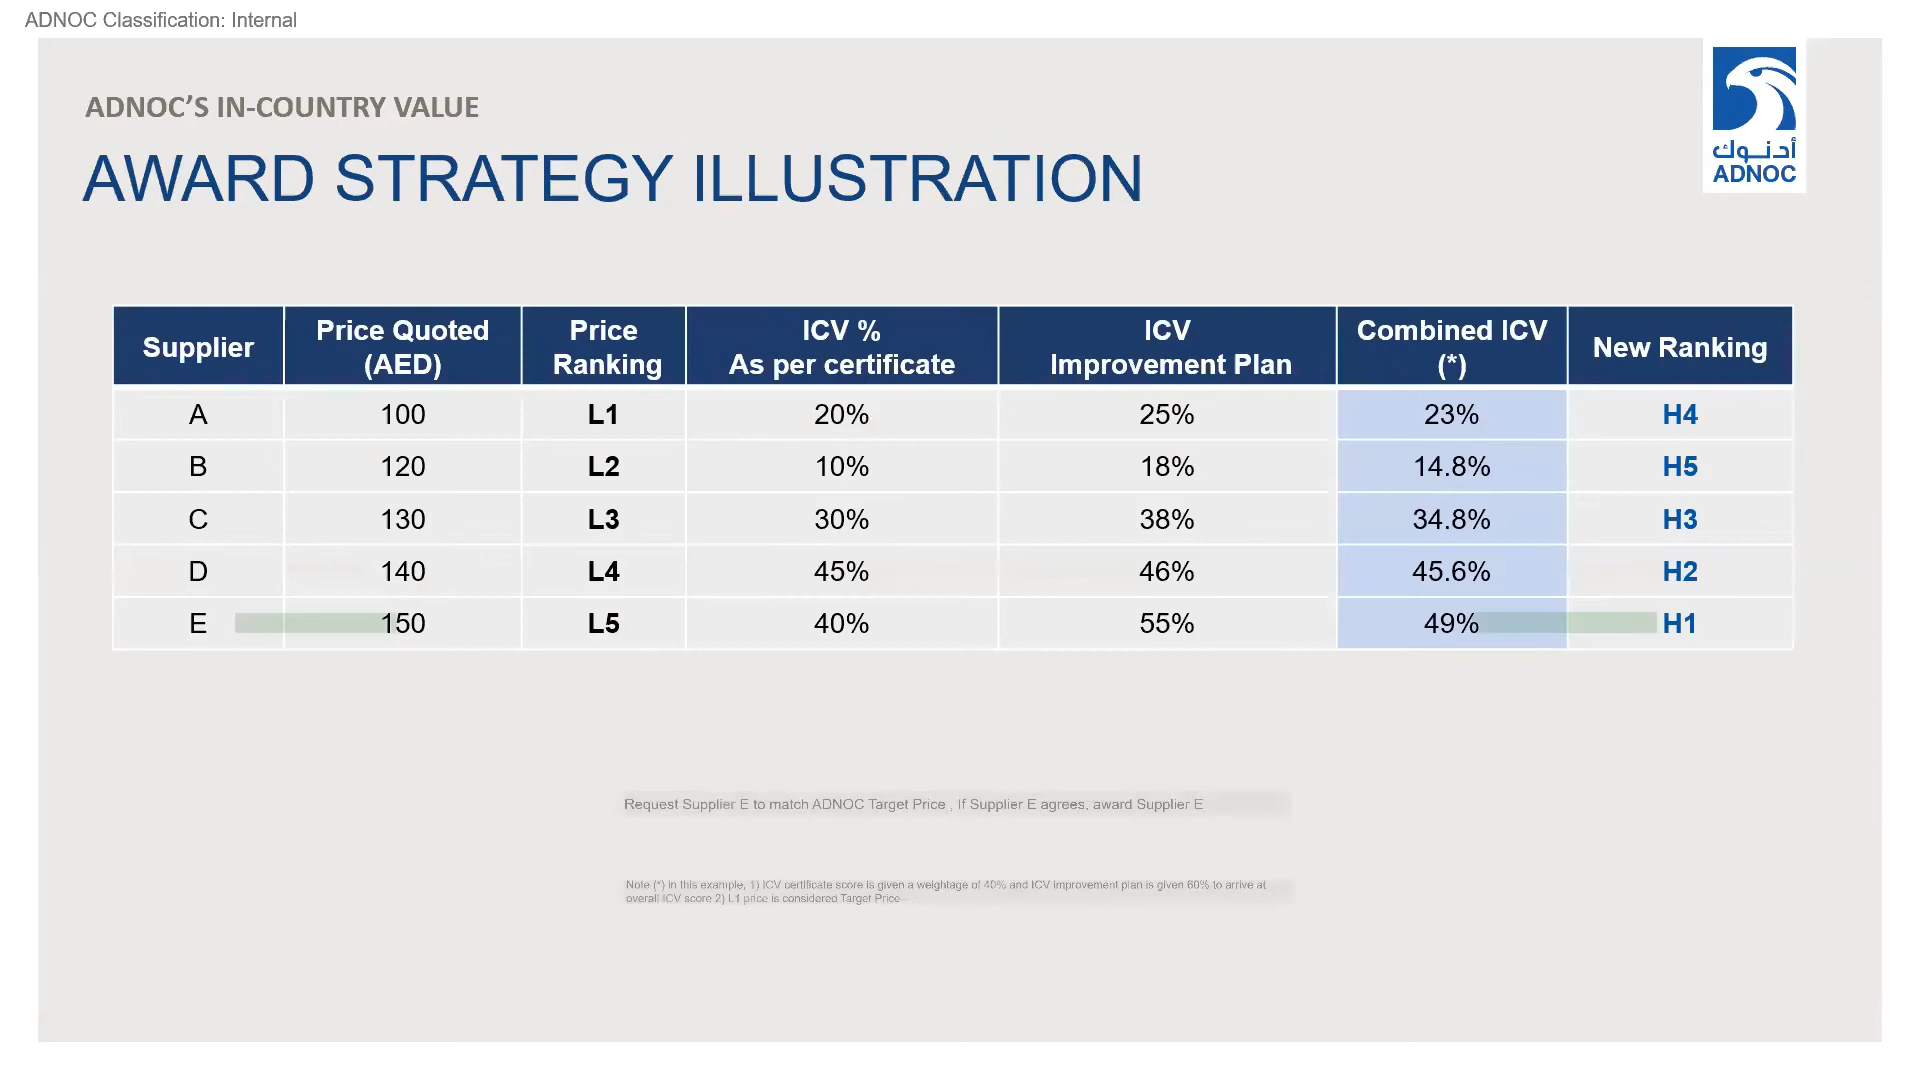 ADNOC Classification: Internal
ADNOC'S IN-COUNTRY VALUE
AWARD STRATEGY ILLUSTRATION
أدنوك
ADNOC
Supplier Price Quoted (AED) Price Ranking ICV % As per certificate ICV Improvement Plan Combined ICV (*) New Ranking
A 100 L1 20% 25% 23% H4
B 120 L2 10% 18% 14.8% H5
C 130 L3 30% 38% 34.8% H3
D 140 L4 45% 46% 45.6% H2
E 150 L5 40% 55% 49% H1
Request Supplier E to match ADNOC Target Price , If Supplier E agrees, award Supplier E
Note (*) In this example, 1) ICV certificate score is given a weightage of 40% and ICV Improvement plan is given 60% to arrive at
overall ICV score 2) L1 price is considered Target Price